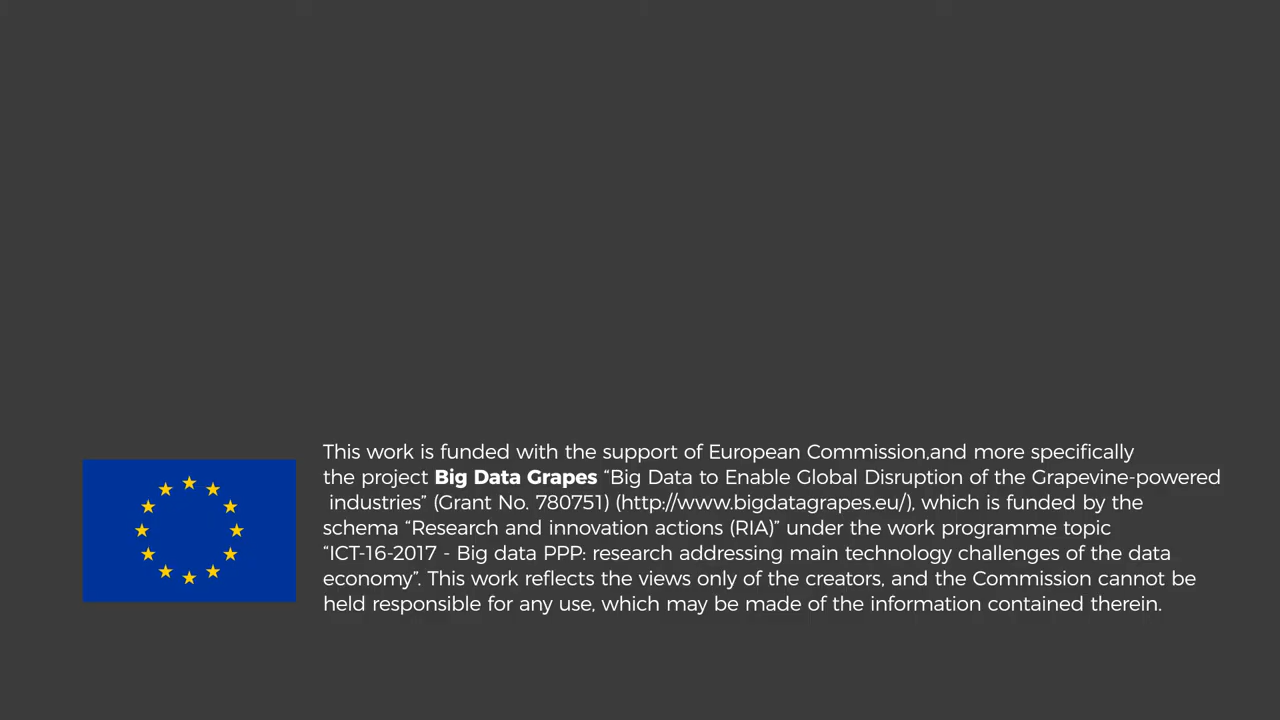 This work is funded with the support of European Commission,and more specifically
the project Big Data Grapes “Big Data to Enable Global Disruption of the Grapevine-powered
industries” (Grant No. 780751) (http://www.bigdatagrapes.eu/), which is funded by the
schema “Research and innovation actions (RIA)” under the work programme topic
“ICT-16-2017 - Big data PPP: research addressing main technology challenges of the data
economy”. This work reflects the views only of the creators, and the Commission cannot be
held responsible for any use, which may be made of the information contained therein.